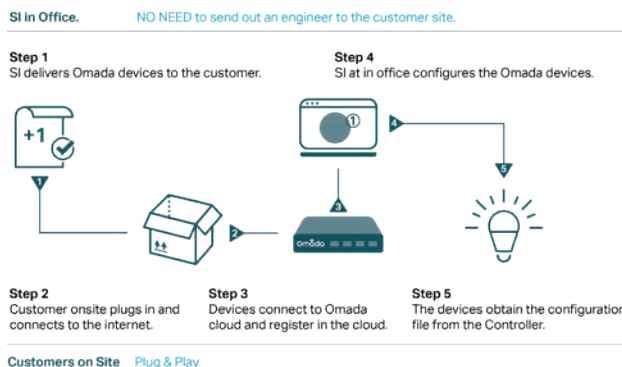 SI in Office. NO NEED to send out an engineer to the customer site.
Step 1
SI delivers Omada devices to the customer.
Step 4
SI at in office configures the Omada devices.
+1
1
4
5
1
3
2
omada
Step 2
Customer onsite plugs in and
connects to the internet.
Step 3
Devices connect to Omada
cloud and register in the cloud.
Step 5
The devices obtain the configuration
file from the Controller.
Customers on Site Plug & Play